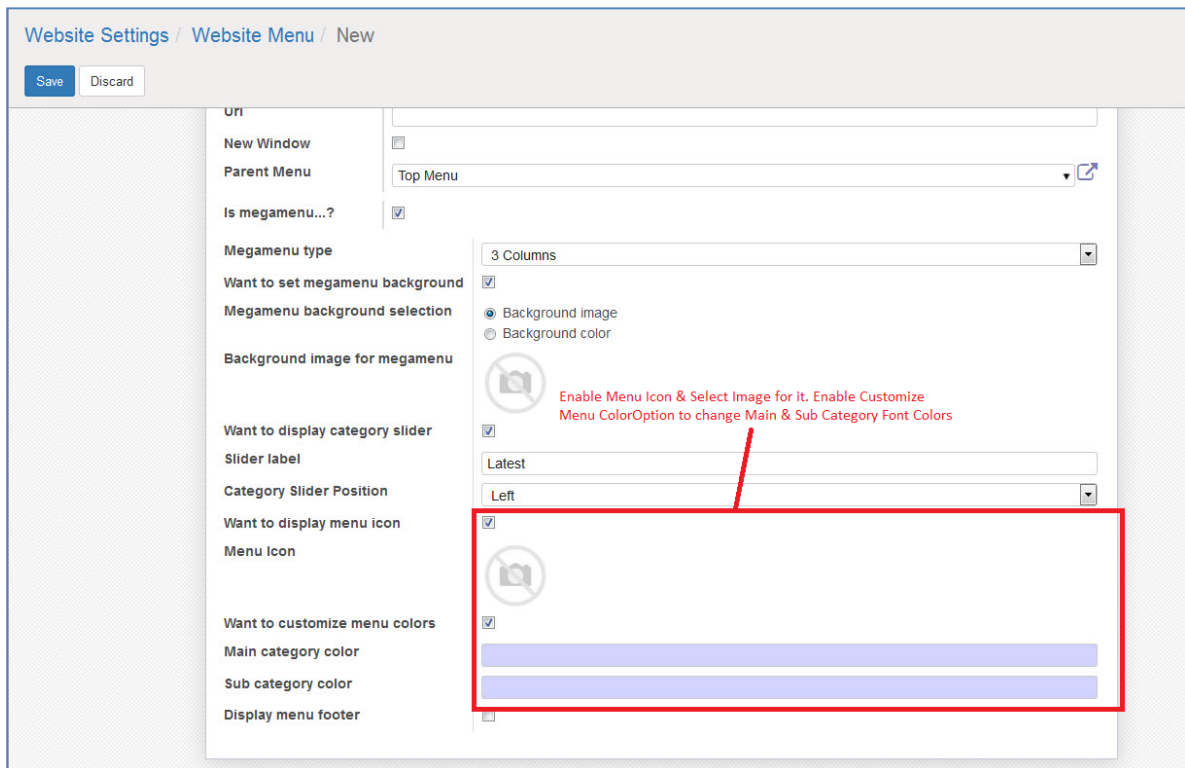 Website Settings / Website Menu / New
Save Discard
Url
New Window
Parent Menu Top Menu
Is megamenu...?
Megamenu type 3 Columns
Want to set megamenu background
Megamenu background selection Background image
Background color
Background image for megamenu
Enable Menu Icon & Select Image for it. Enable Customize
Menu ColorOption to change Main & Sub Category Font Colors
Want to display category slider
Slider label Latest
Category Slider Position Left
Want to display menu icon
Menu Icon
Want to customize menu colors
Main category color
Sub category color
Display menu footer